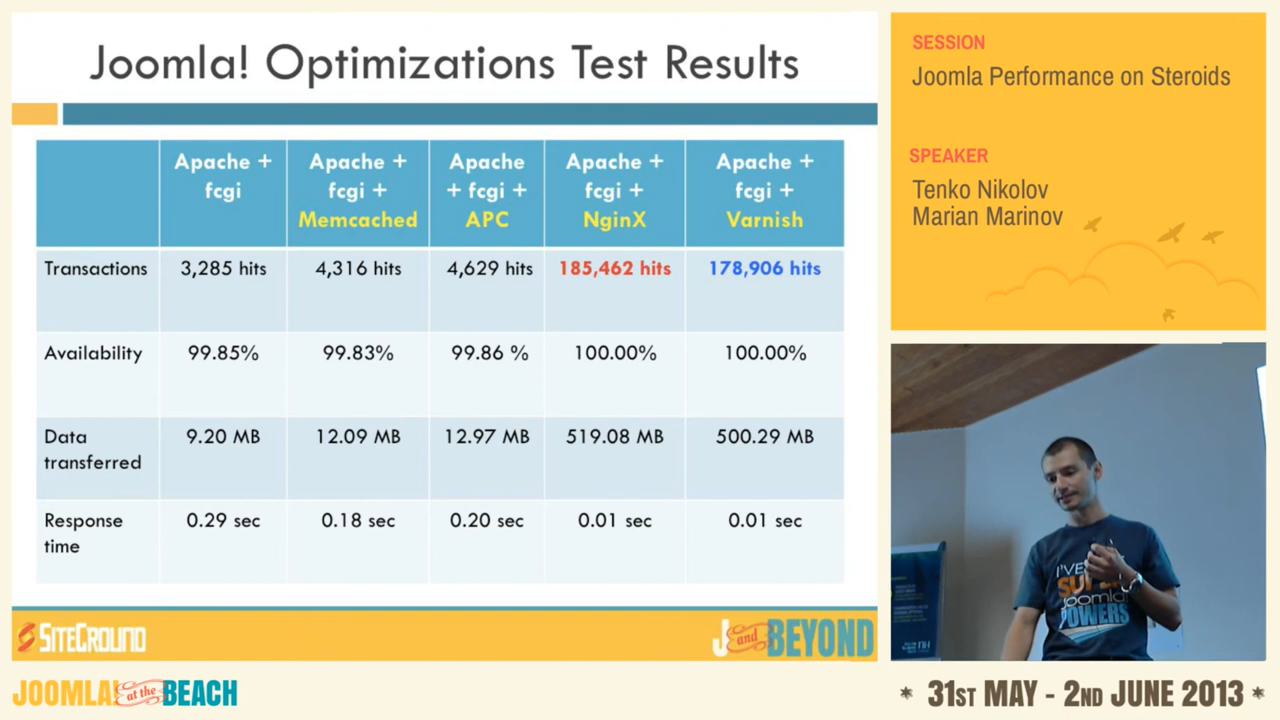 Joomla! Optimizations Test Results
Apache + fcgi
Apache + fcgi + Memcached
Apache + fcgi + APC
Apache + fcgi + NginX
Apache + fcgi + Varnish
Transactions 3,285 hits 4,316 hits 4,629 hits 185,462 hits 178,906 hits
Availability 99.85% 99.83% 99.86 % 100.00% 100.00%
Data transferred 9.20 MB 12.09 MB 12.97 MB 519.08 MB 500.29 MB
Response time 0.29 sec 0.18 sec 0.20 sec 0.01 sec 0.01 sec
SITEGROUND
J and BEYOND
SESSION
Joomla Performance on Steroids
SPEAKER
Tenko Nikolov
Marian Marinov
I'VE
Joomla!
POWERS
JOOMLA! at the BEACH
* 31ST MAY - 2ND JUNE 2013 *